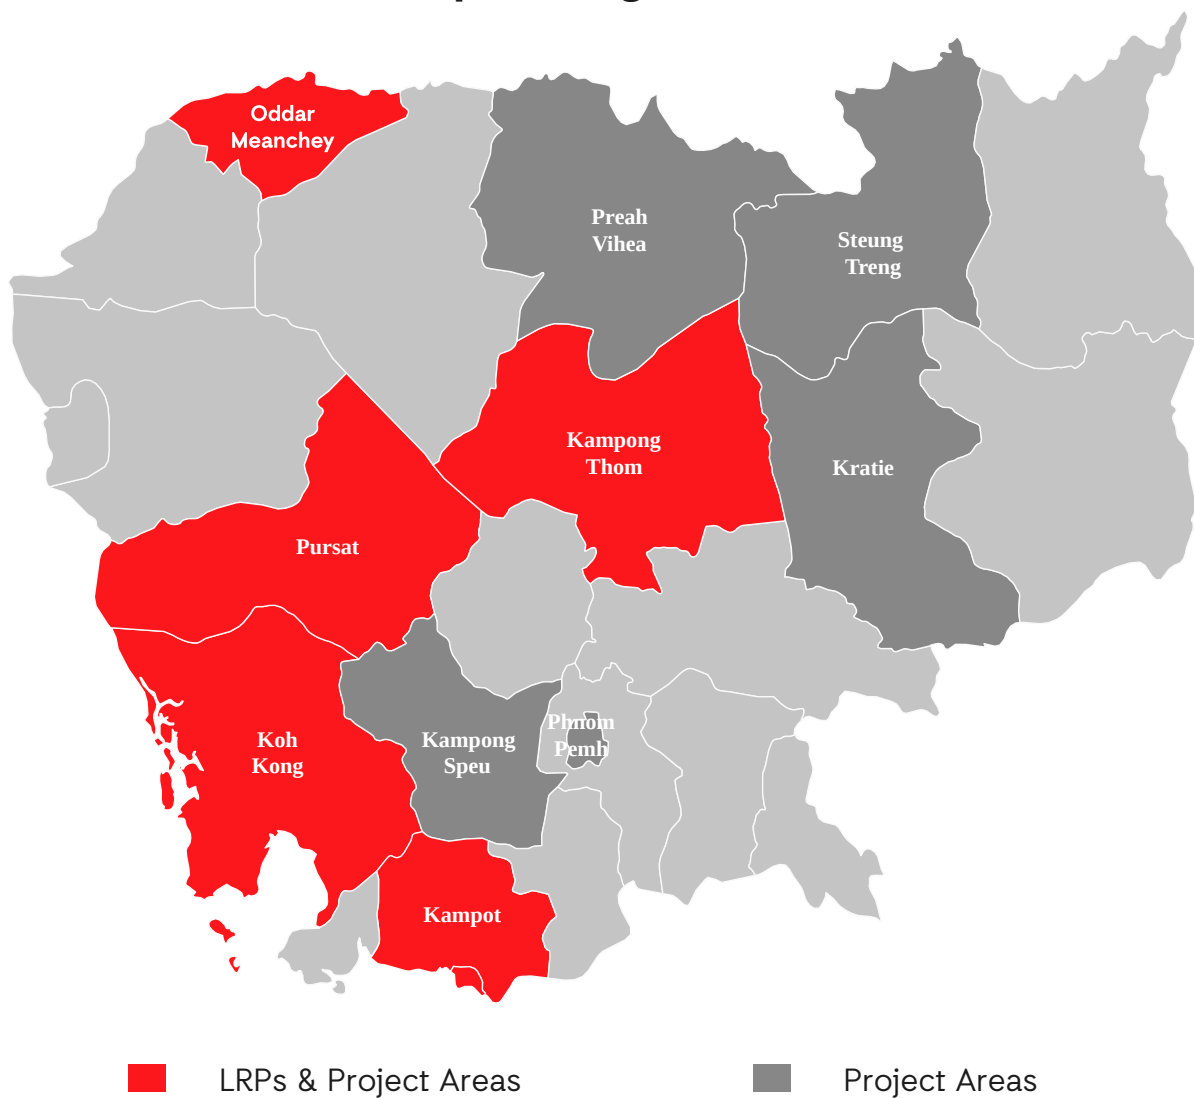 Oddar
Meanchey
Preah
Vihea
Steung
Treng
Kampong
Thom
Kratie
Pursat
Koh
Kong
Kampong
Speu
Phnom
Pemh
Kampot
LRPs & Project Areas
Project Areas